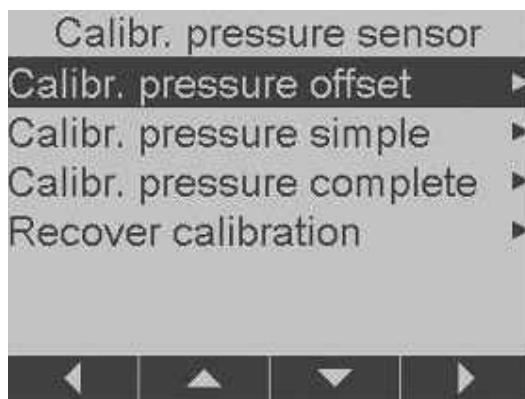 Calibr. pressure sensor
Calibr. pressure offset
Calibr. pressure simple
Calibr. pressure complete
Recover calibration